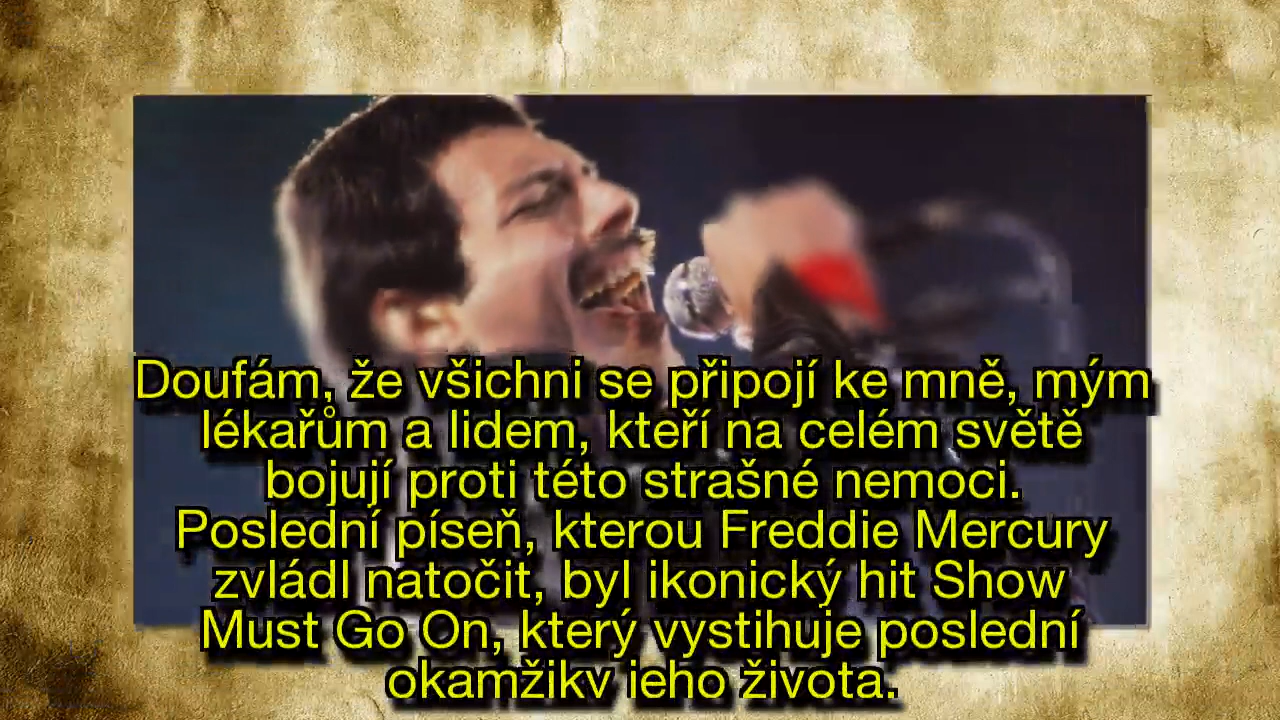 Doufám, že všichni se připojí ke mně, mým
lékařům a lidem, kteří na celém světě
bojují proti této strašné nemoci.
Poslední píseň, kterou Freddie Mercury
zvládl natočit, byl ikonický hit Show
Must Go On, který vystihuje poslední
okamžiky jeho života.